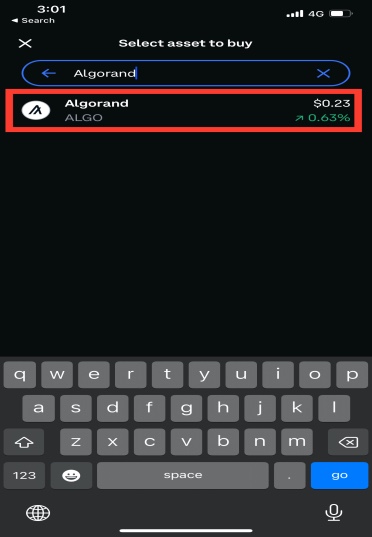 3:01
4G
◄ Search
Select asset to buy
Algorand
Algorand $0.23
ALGO ↗ 0.63%
q w e r t y u i o p
a s d f g h j k l
z x c v b n m
123 space . go